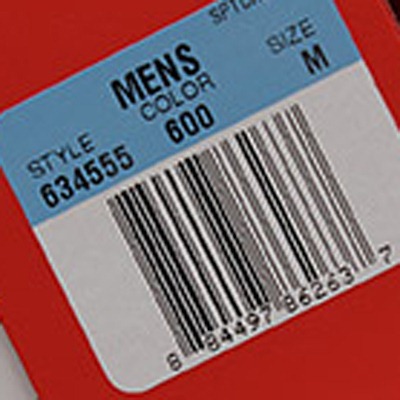 MENS
SIZE
M
COLOR
600
STYLE
634555
8 84497 86263 7